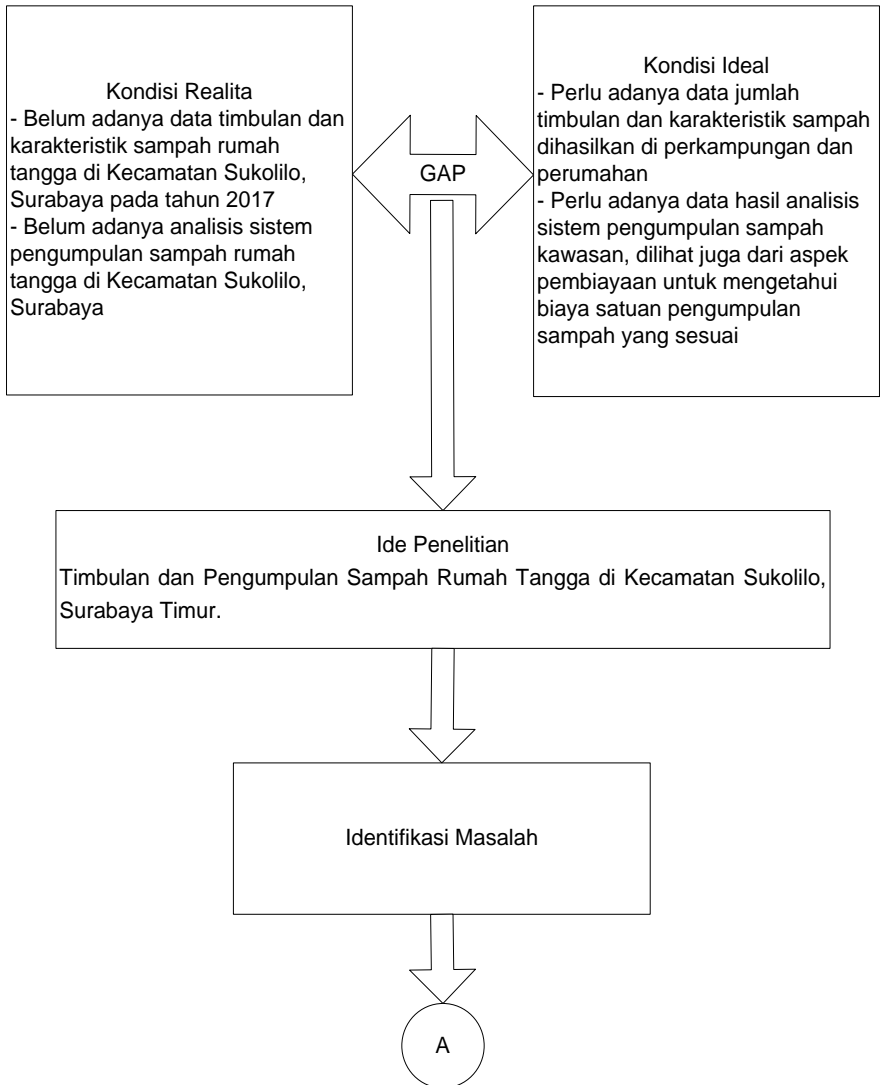 Kondisi Realita
- Belum adanya data timbulan dan
karakteristik sampah rumah
tangga di Kecamatan Sukolilo,
Surabaya pada tahun 2017
- Belum adanya analisis sistem
pengumpulan sampah rumah
tangga di Kecamatan Sukolilo,
Surabaya
GAP
Kondisi Ideal
- Perlu adanya data jumlah
timbulan dan karakteristik sampah
dihasilkan di perkampungan dan
perumahan
- Perlu adanya data hasil analisis
sistem pengumpulan sampah
kawasan, dilihat juga dari aspek
pembiayaan untuk mengetahui
biaya satuan pengumpulan
sampah yang sesuai
Ide Penelitian
Timbulan dan Pengumpulan Sampah Rumah Tangga di Kecamatan Sukolilo,
Surabaya Timur.
Identifikasi Masalah
A